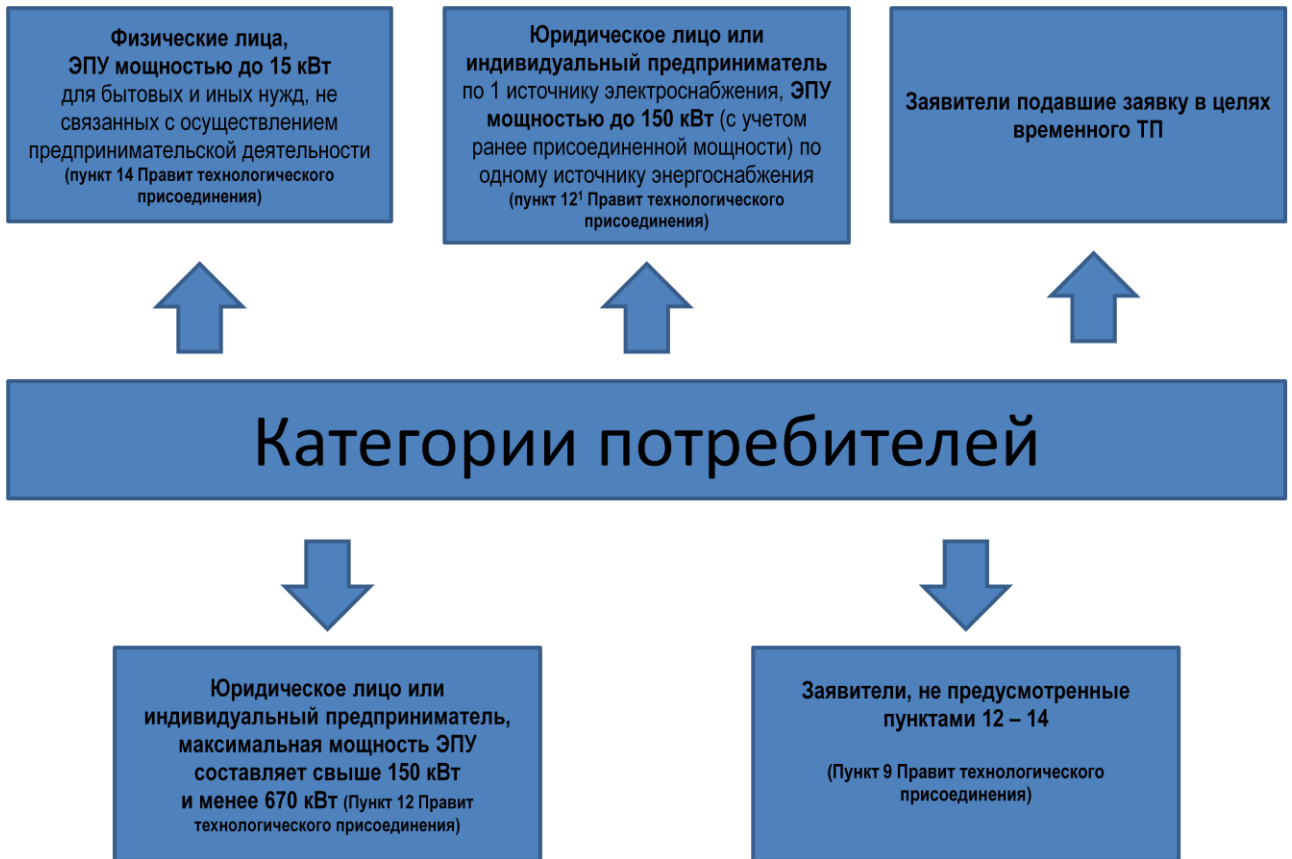 Физические лица,
ЭПУ мощностью до 15 кВт
для бытовых и иных нужд, не
связанных с осуществлением
предпринимательской деятельности
(пункт 14 Правит технологического
присоединения)
Юридическое лицо или
индивидуальный предприниматель
по 1 источнику электроснабжения, ЭПУ
мощностью до 150 кВт (с учетом
ранее присоединенной мощности) по
одному источнику энергоснабжения
(пункт 12¹ Правит технологического
присоединения)
Заявители подавшие заявку в целях
временного ТП
Категории потребителей
Юридическое лицо или
индивидуальный предприниматель,
максимальная мощность ЭПУ
составляет свыше 150 кВт
и менее 670 кВт (Пункт 12 Правит
технологического присоединения)
Заявители, не предусмотренные
пунктами 12 – 14
(Пункт 9 Правит технологического
присоединения)